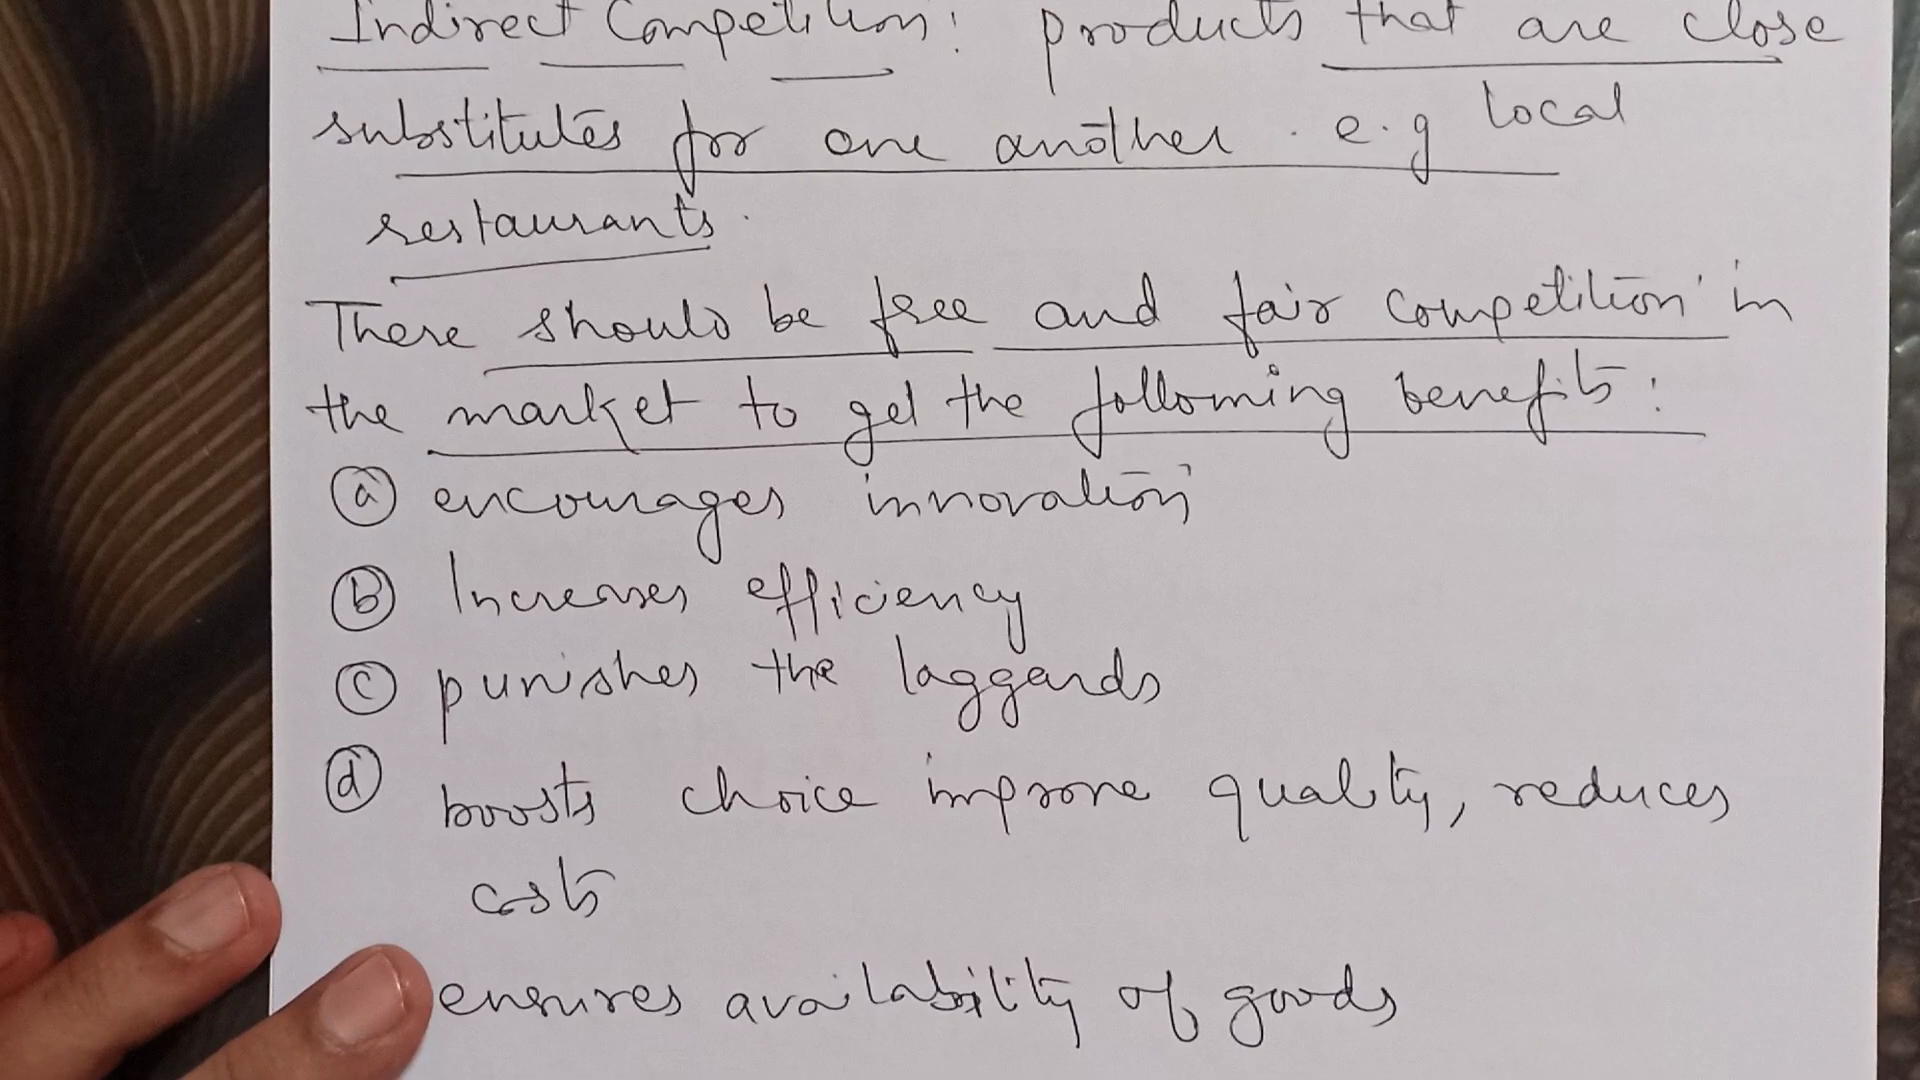 Indirect Competition: products that are close
substitutes for one another. e.g local
restaurants.
There should be free and fair competition in
the market to get the following benefits:
(a) encourages innovation
(b) Increases efficiency
(c) punishes the laggards
(d) boosts choice improve quality, reduces
costs
ensures availability of goods